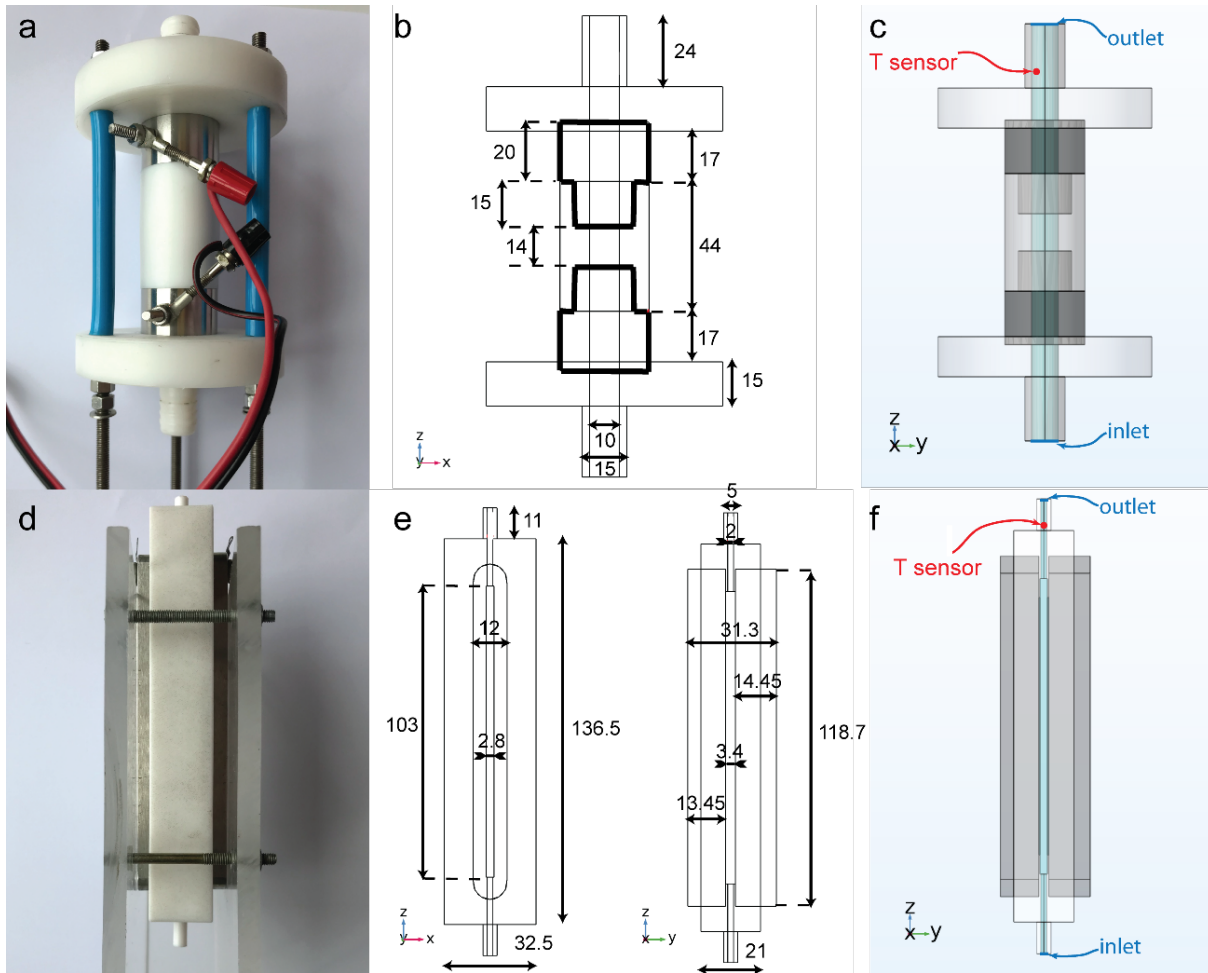 a
b
c
24
20
17
15
14
44
17
15
10
15
z
x
outlet
T sensor
z
x
y
inlet
d
e
f
11
12
103
2.8
136.5
z
y
x
32.5
5
2
31.3
14.45
3.4
118.7
13.45
z
x
y
21
outlet
T sensor
z
x
y
inlet